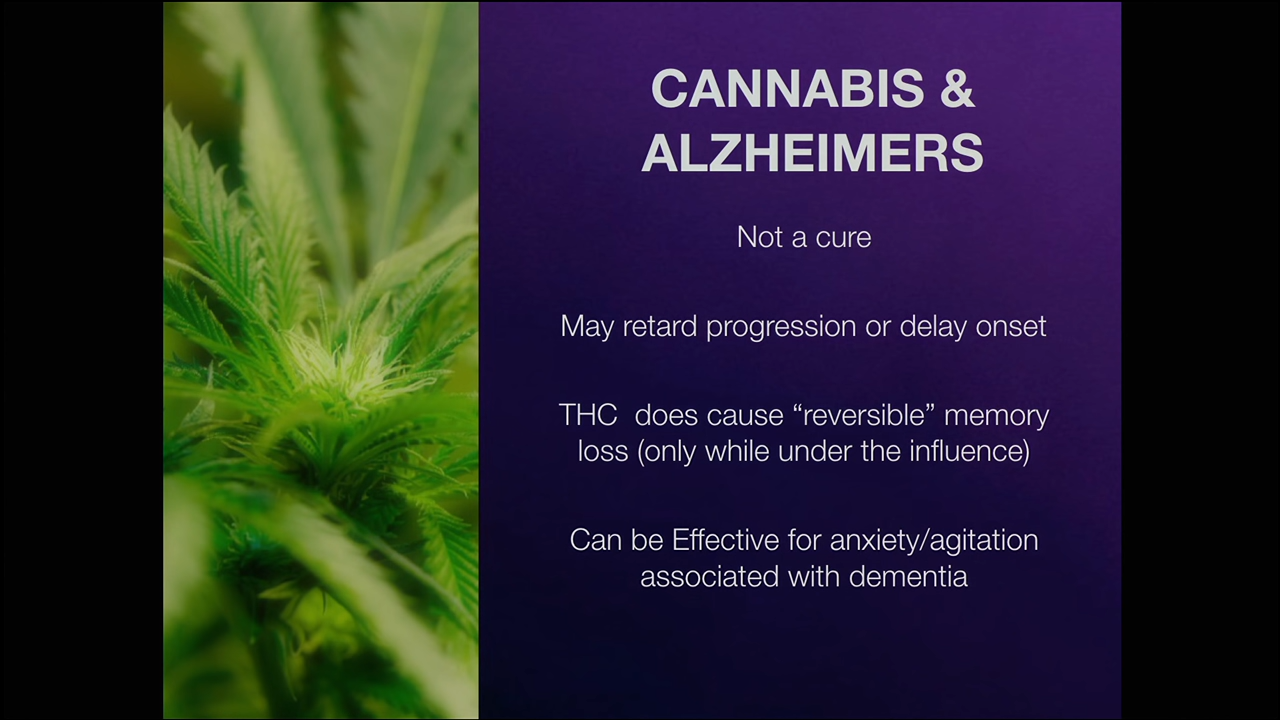 CANNABIS &
ALZHEIMERS
Not a cure
May retard progression or delay onset
THC does cause “reversible” memory
loss (only while under the influence)
Can be Effective for anxiety/agitation
associated with dementia